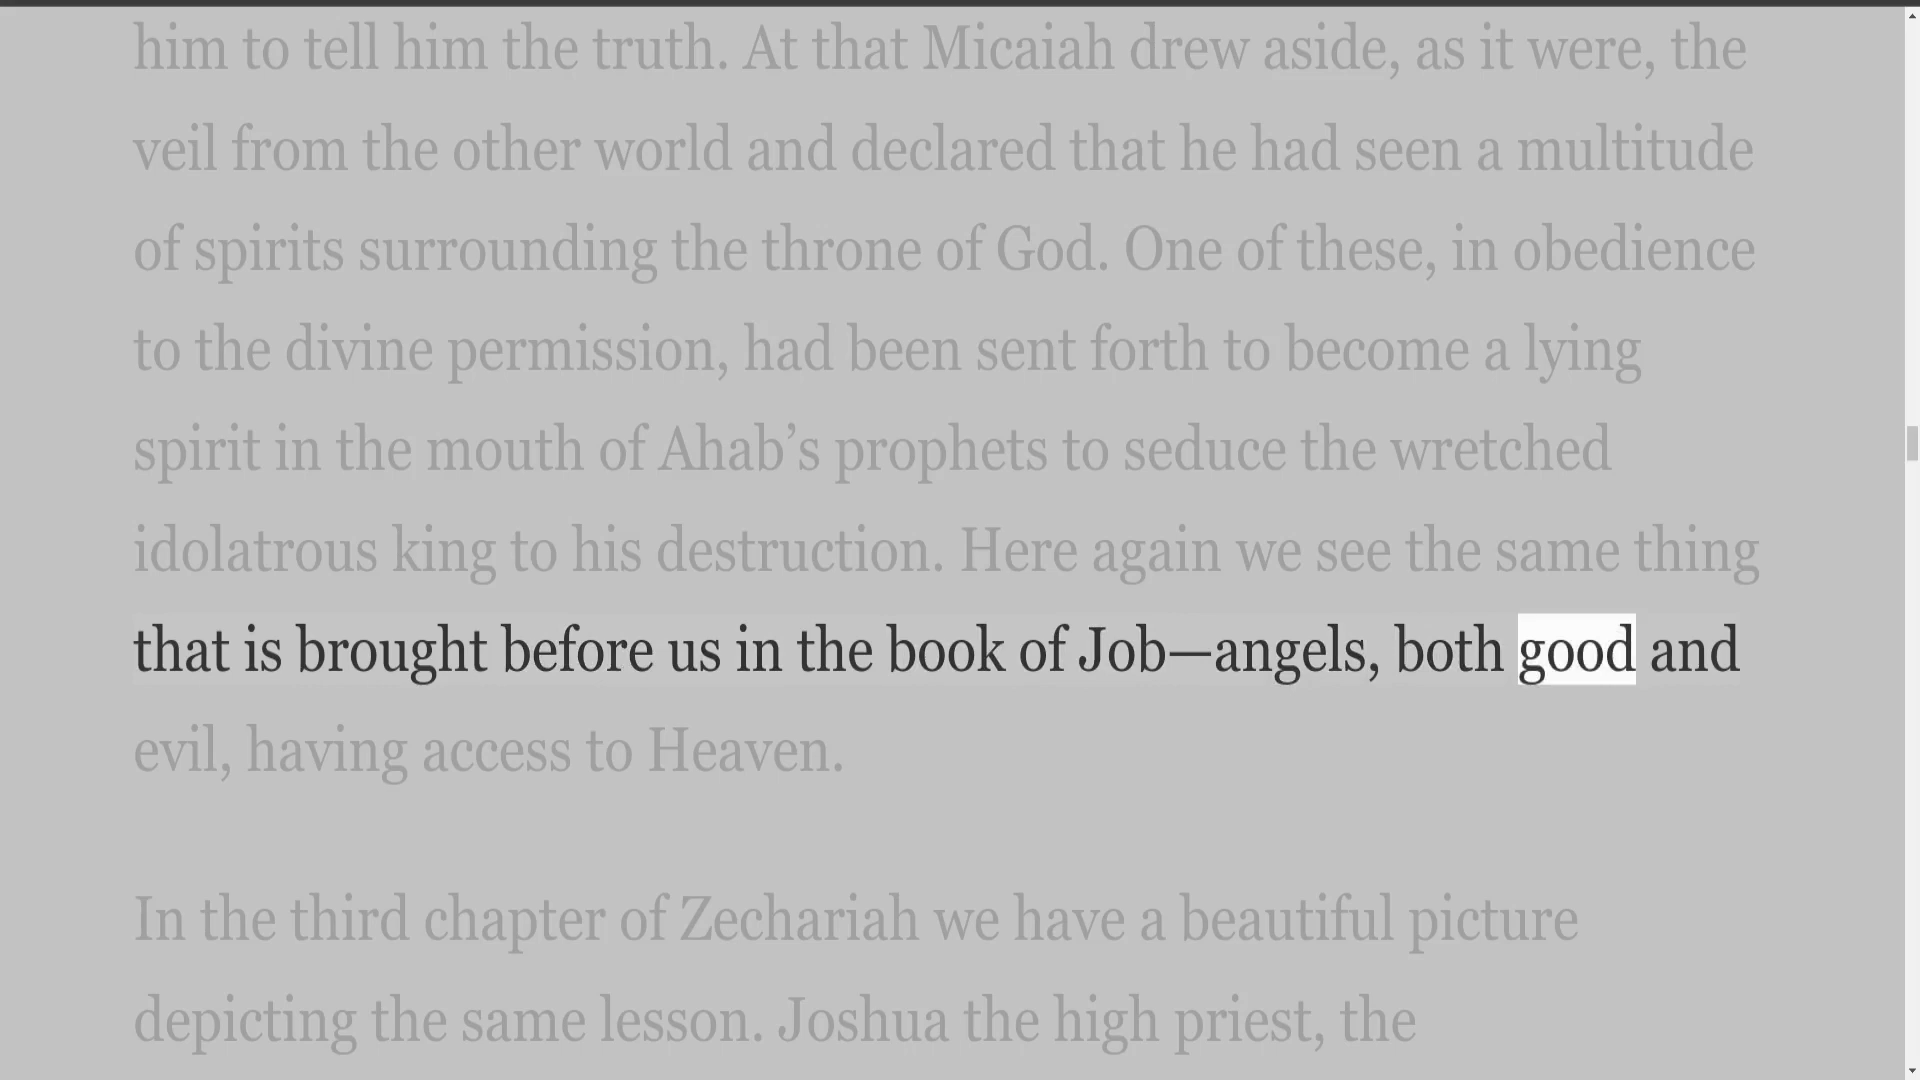 him to tell him the truth. At that Micaiah drew aside, as it were, the
veil from the other world and declared that he had seen a multitude
of spirits surrounding the throne of God. One of these, in obedience
to the divine permission, had been sent forth to become a lying
spirit in the mouth of Ahab’s prophets to seduce the wretched
idolatrous king to his destruction. Here again we see the same thing
that is brought before us in the book of Job—angels, both good and
evil, having access to Heaven.
In the third chapter of Zechariah we have a beautiful picture
depicting the same lesson. Joshua the high priest, the